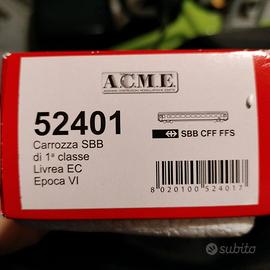 A.C.M.E.
52401
SBB CFF FFS
Carrozza SBB
di 1ª classe
Livrea EC
Epoca VI
8 020100 524017
subito